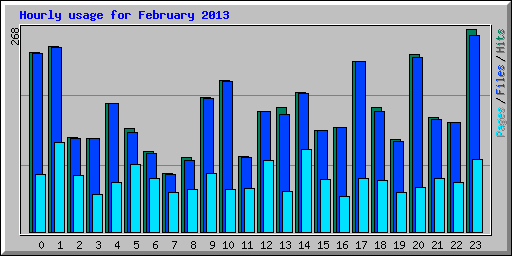 Hourly usage for February 2013
268
Pages / Files / Hits
0 1 2 3 4 5 6 7 8 9 10 11 12 13 14 15 16 17 18 19 20 21 22 23